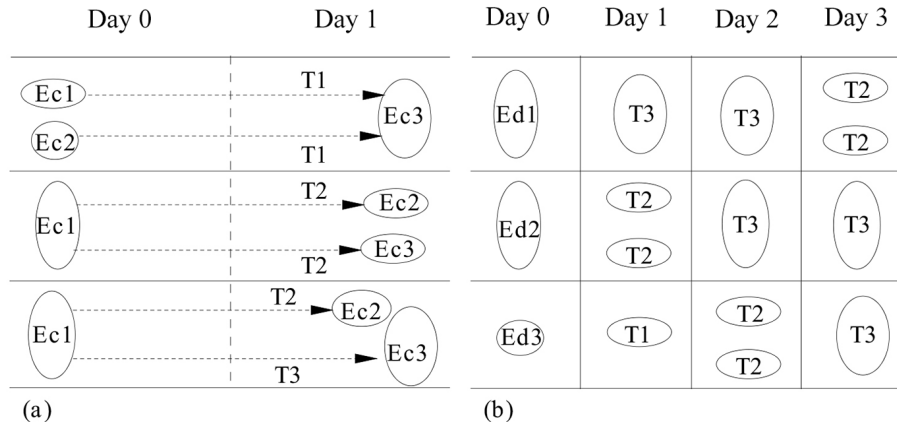 Day 0 Day 1 Day 0 Day 1 Day 2 Day 3
Ec1 T1 Ec3 Ed1 T3 T3 T2
Ec2 T1 T2
Ec1 T2 Ec2 Ed2 T2 T3 T3
T2 Ec3 T2
Ec1 T2 Ec2 Ed3 T1 T2 T3
T3 Ec3 T2
(a) (b)